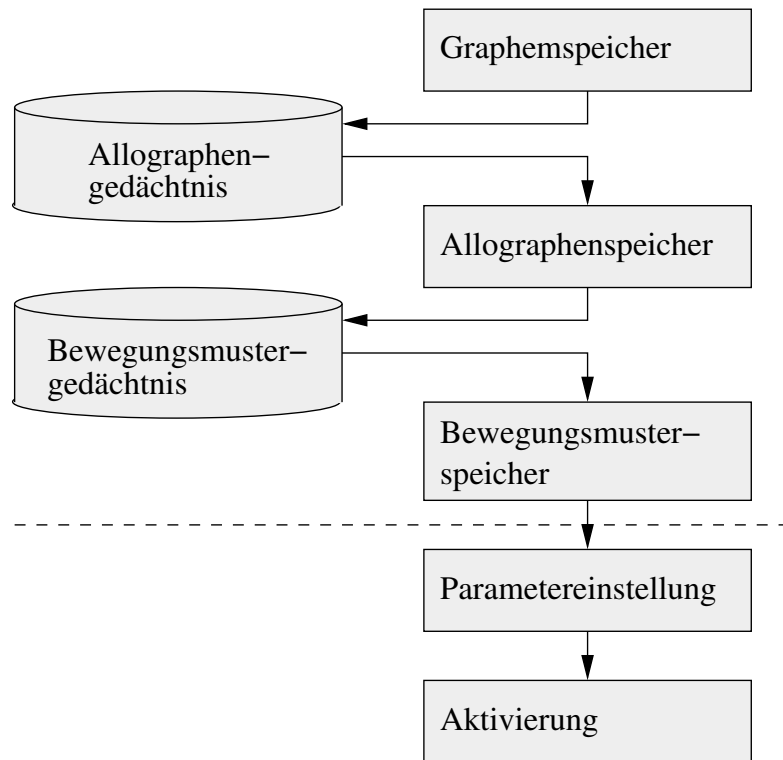 Graphemspeicher
Allographen−
gedächtnis
Allographenspeicher
Bewegungsmuster−
gedächtnis
Bewegungsmuster−
speicher
Parametereinstellung
Aktivierung